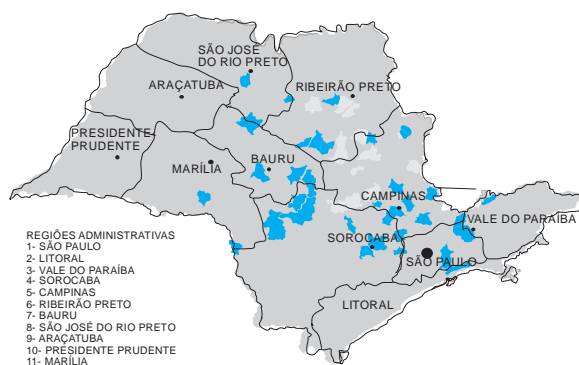 SÃO JOSÉ
DO RIO PRETO
ARAÇATUBA
RIBEIRÃO PRETO
PRESIDENTE
PRUDENTE
MARÍLIA
BAURU
CAMPINAS
VALE DO PARAÍBA
SOROCABA
SÃO PAULO
LITORAL
REGIÕES ADMINISTRATIVAS
1- SÃO PAULO
2- LITORAL
3- VALE DO PARAÍBA
4- SOROCABA
5- CAMPINAS
6- RIBEIRÃO PRETO
7- BAURU
8- SÃO JOSÉ DO RIO PRETO
9- ARAÇATUBA
10- PRESIDENTE PRUDENTE
11- MARÍLIA